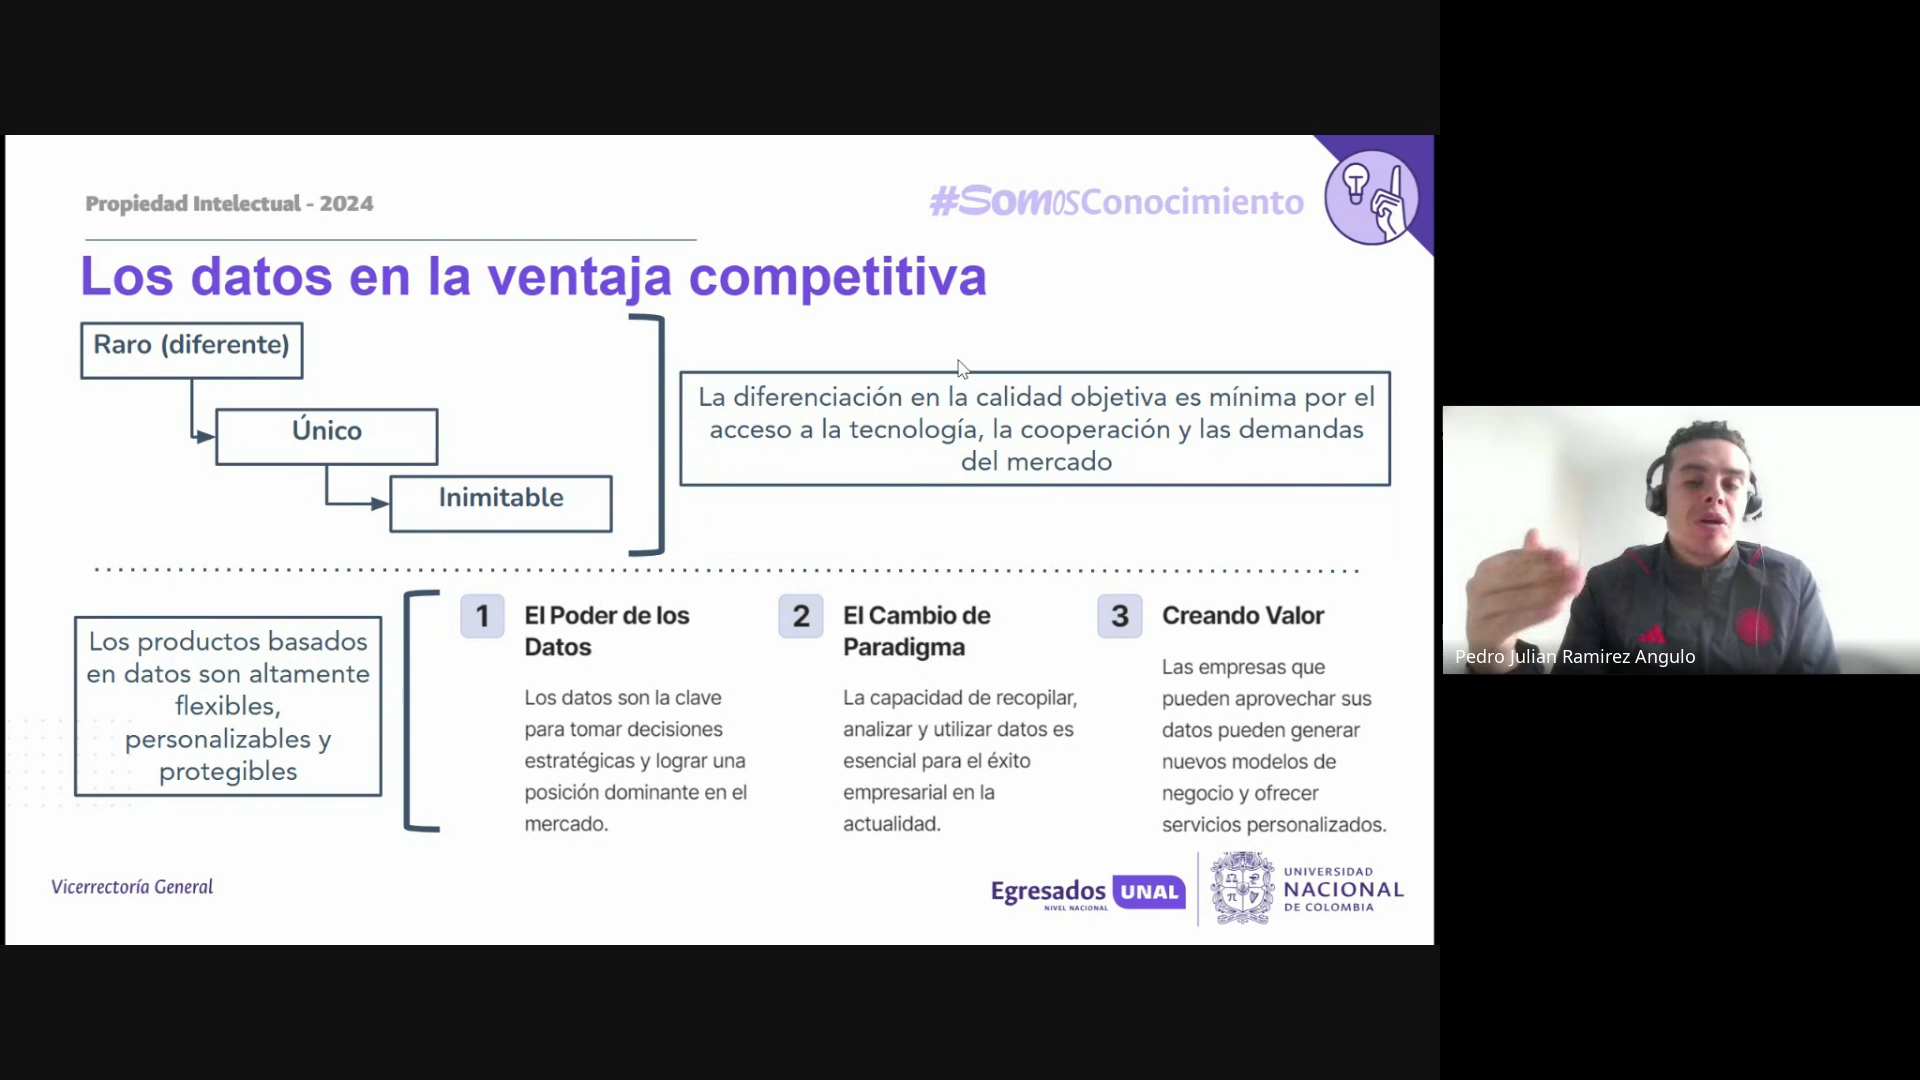 Propiedad Intelectual - 2024
#SomosConocimiento
Los datos en la ventaja competitiva
Raro (diferente)
Único
Inimitable
La diferenciación en la calidad objetiva es mínima por el
acceso a la tecnología, la cooperación y las demandas
del mercado
Los productos basados
en datos son altamente
flexibles,
personalizables y
protegibles
1
El Poder de los
Datos
Los datos son la clave
para tomar decisiones
estratégicas y lograr una
posición dominante en el
mercado.
2
El Cambio de
Paradigma
La capacidad de recopilar,
analizar y utilizar datos es
esencial para el éxito
empresarial en la
actualidad.
3
Creando Valor
Las empresas que
pueden aprovechar sus
datos pueden generar
nuevos modelos de
negocio y ofrecer
servicios personalizados.
Vicerrectoría General
Egresados UNAL
NIVEL NACIONAL
UNIVERSIDAD
NACIONAL
DE COLOMBIA
Pedro Julian Ramirez Angulo